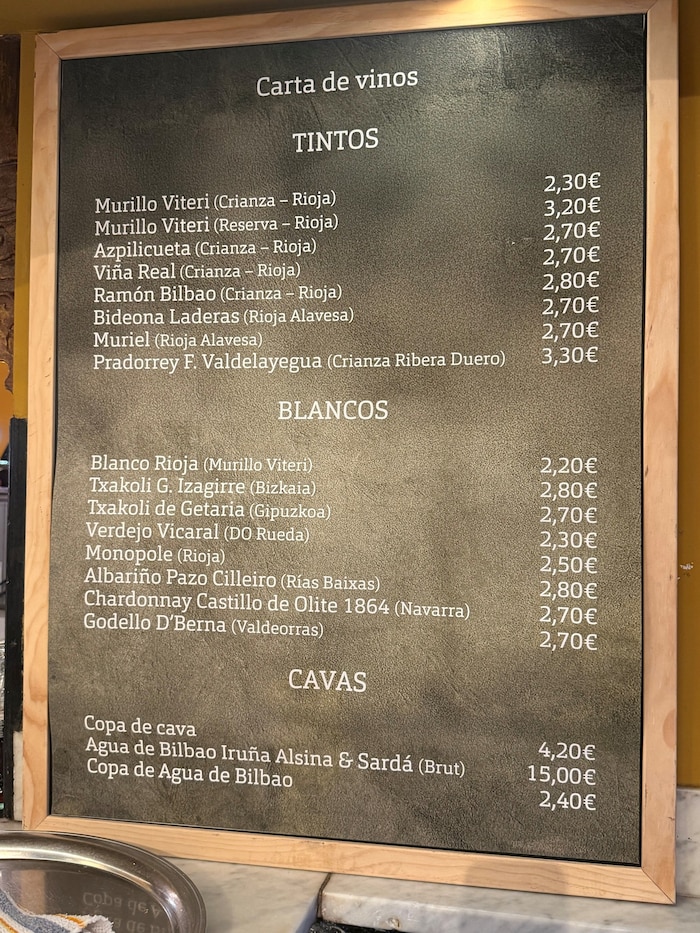 Carta de vinos
TINTOS
Murillo Viteri (Crianza – Rioja) 2,30€
Murillo Viteri (Reserva – Rioja) 3,20€
Azpilicueta (Crianza – Rioja) 2,70€
Viña Real (Crianza – Rioja) 2,70€
Ramón Bilbao (Crianza – Rioja) 2,80€
Bideona Laderas (Rioja Alavesa) 2,70€
Muriel (Rioja Alavesa) 2,70€
Pradorrey F. Valdelayegua (Crianza Ribera Duero) 3,30€
BLANCOS
Blanco Rioja (Murillo Viteri) 2,20€
Txakoli G. Izagirre (Bizkaia) 2,80€
Txakoli de Getaria (Gipuzkoa) 2,70€
Verdejo Vicaral (DO Rueda) 2,30€
Monopole (Rioja) 2,50€
Albariño Pazo Cilleiro (Rías Baixas) 2,80€
Chardonnay Castillo de Olite 1864 (Navarra) 2,70€
Godello D'Berna (Valdeorras) 2,70€
CAVAS
Copa de cava 4,20€
Agua de Bilbao Iruña Alsina & Sardá (Brut) 15,00€
Copa de Agua de Bilbao 2,40€